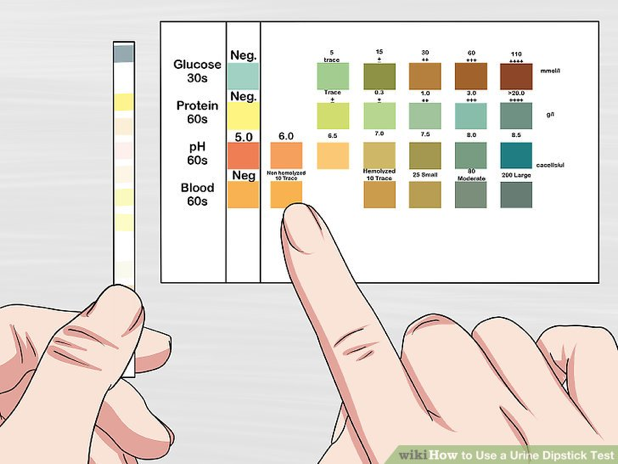 Glucose
30s
Neg.
5
trace
15
+
30
++
60
+++
110
++++
mmol/l
Protein
60s
Neg.
Trace
+
0.3
+
1.0
++
3.0
+++
>20.0
++++
g/l
pH
60s
5.0
6.0
6.5
7.0
7.5
8.0
8.5
cacells/ul
Blood
60s
Neg
Non hemolyzed
10 Trace
Hemolyzed
10 Trace
25 Small
80
Moderate
200 Large
wikiHow to Use a Urine Dipstick Test